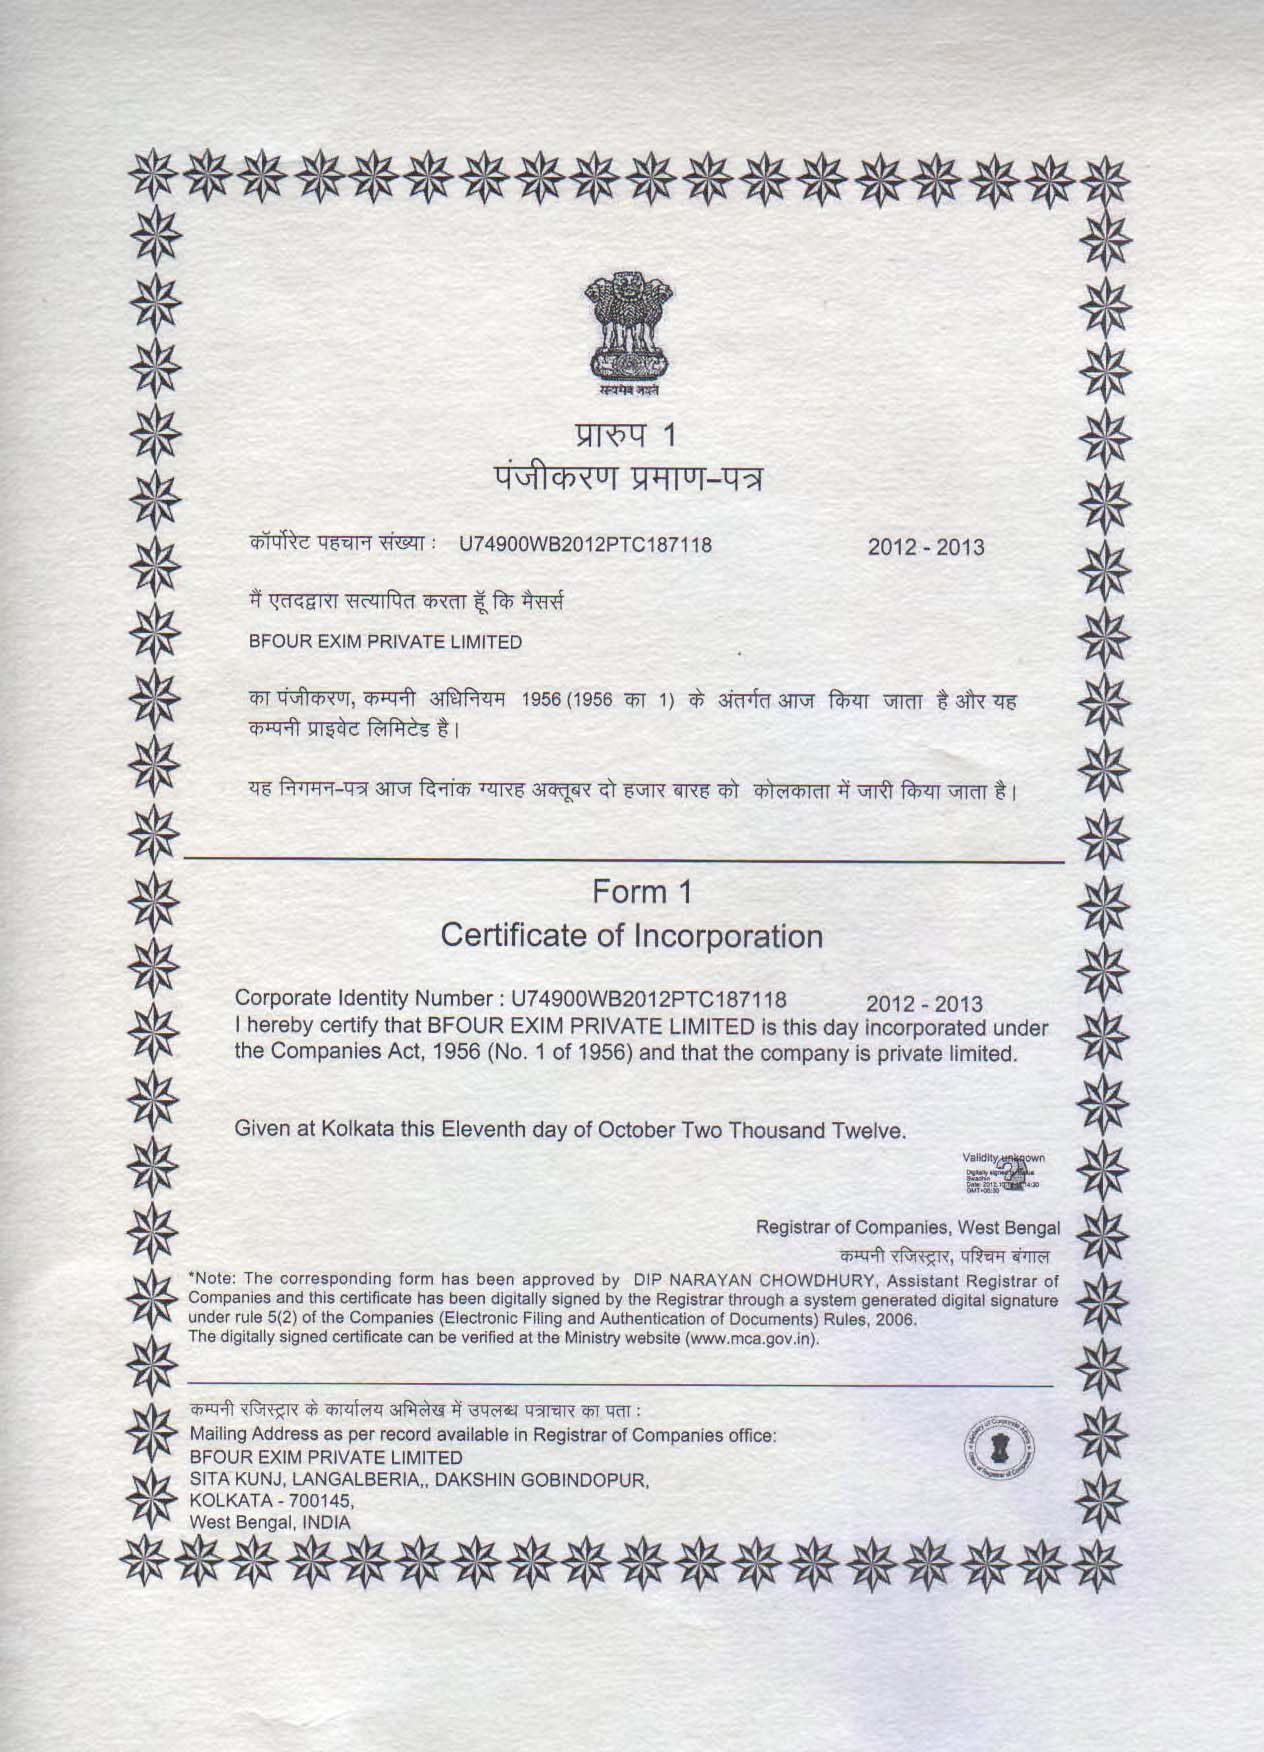 सत्यमेव जयते
प्रारुप 1
पंजीकरण प्रमाण-पत्र
कॉर्पोरेट पहचान संख्या : U74900WB2012PTC187118 2012 - 2013
मैं एतदद्वारा सत्यापित करता हूँ कि मैसर्स
BFOUR EXIM PRIVATE LIMITED
का पंजीकरण, कम्पनी अधिनियम 1956 (1956 का 1) के अंतर्गत आज किया जाता है और यह
कम्पनी प्राइवेट लिमिटेड है।
यह निगमन-पत्र आज दिनांक ग्यारह अक्तूबर दो हजार बारह को कोलकाता में जारी किया जाता है।
Form 1
Certificate of Incorporation
Corporate Identity Number : U74900WB2012PTC187118 2012 - 2013
I hereby certify that BFOUR EXIM PRIVATE LIMITED is this day incorporated under
the Companies Act, 1956 (No. 1 of 1956) and that the company is private limited.
Given at Kolkata this Eleventh day of October Two Thousand Twelve.
Validity unknown
Digitally signed
Swadhin
GMT+05:30
Registrar of Companies, West Bengal
कम्पनी रजिस्ट्रार, पश्चिम बंगाल
*Note: The corresponding form has been approved by DIP NARAYAN CHOWDHURY, Assistant Registrar of
Companies and this certificate has been digitally signed by the Registrar through a system generated digital signature
under rule 5(2) of the Companies (Electronic Filing and Authentication of Documents) Rules, 2006.
The digitally signed certificate can be verified at the Ministry website (www.mca.gov.in).
कम्पनी रजिस्ट्रार के कार्यालय अभिलेख में उपलब्ध पत्राचार का पता :
Mailing Address as per record available in Registrar of Companies office:
BFOUR EXIM PRIVATE LIMITED
SITA KUNJ, LANGALBERIA,, DAKSHIN GOBINDOPUR,
KOLKATA - 700145,
West Bengal, INDIA